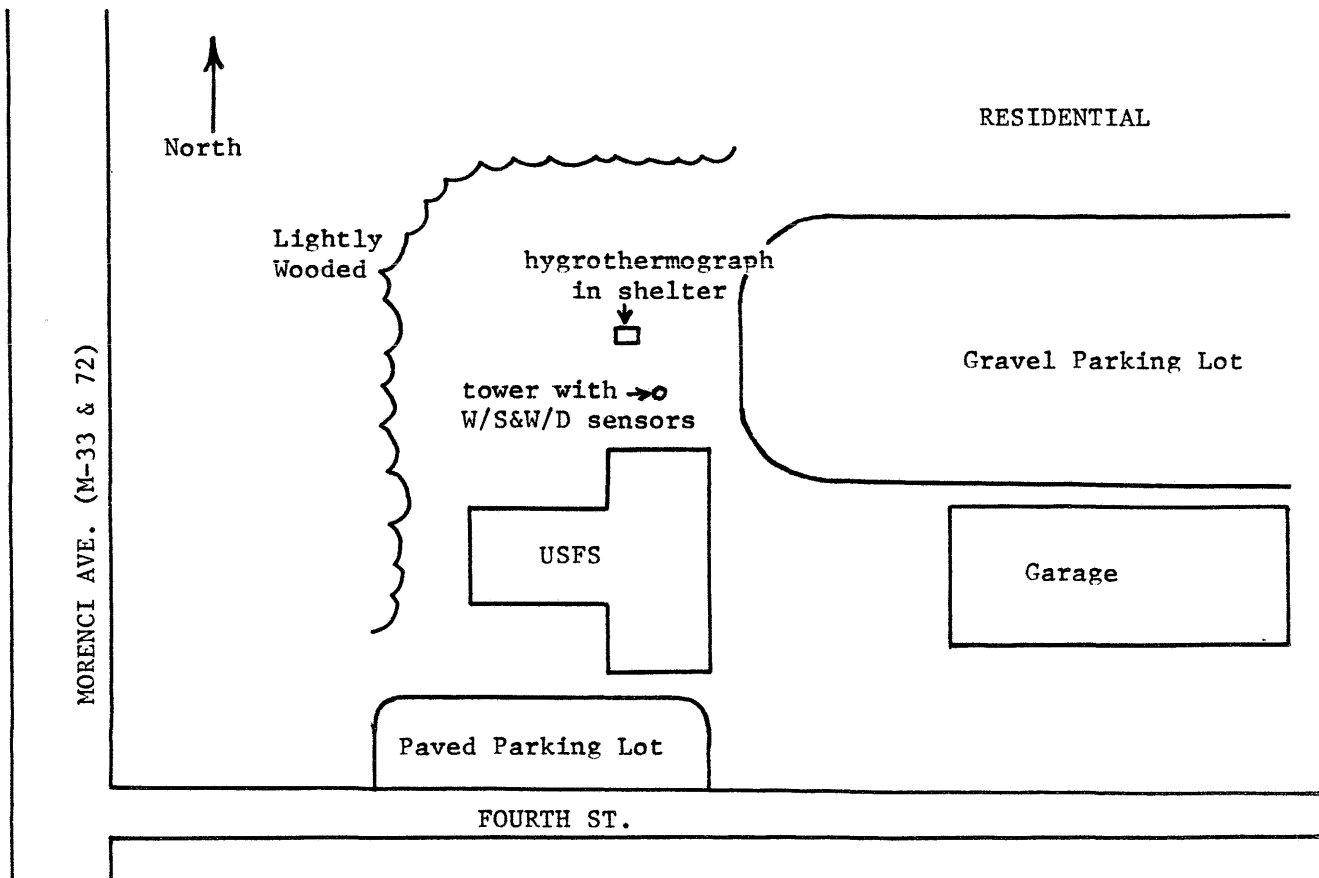 North
RESIDENTIAL
Lightly
Wooded
hygrothermograph
in shelter
Gravel Parking Lot
tower with
W/S&W/D sensors
MORENCI AVE. (M-33 & 72)
USFS
Garage
Paved Parking Lot
FOURTH ST.